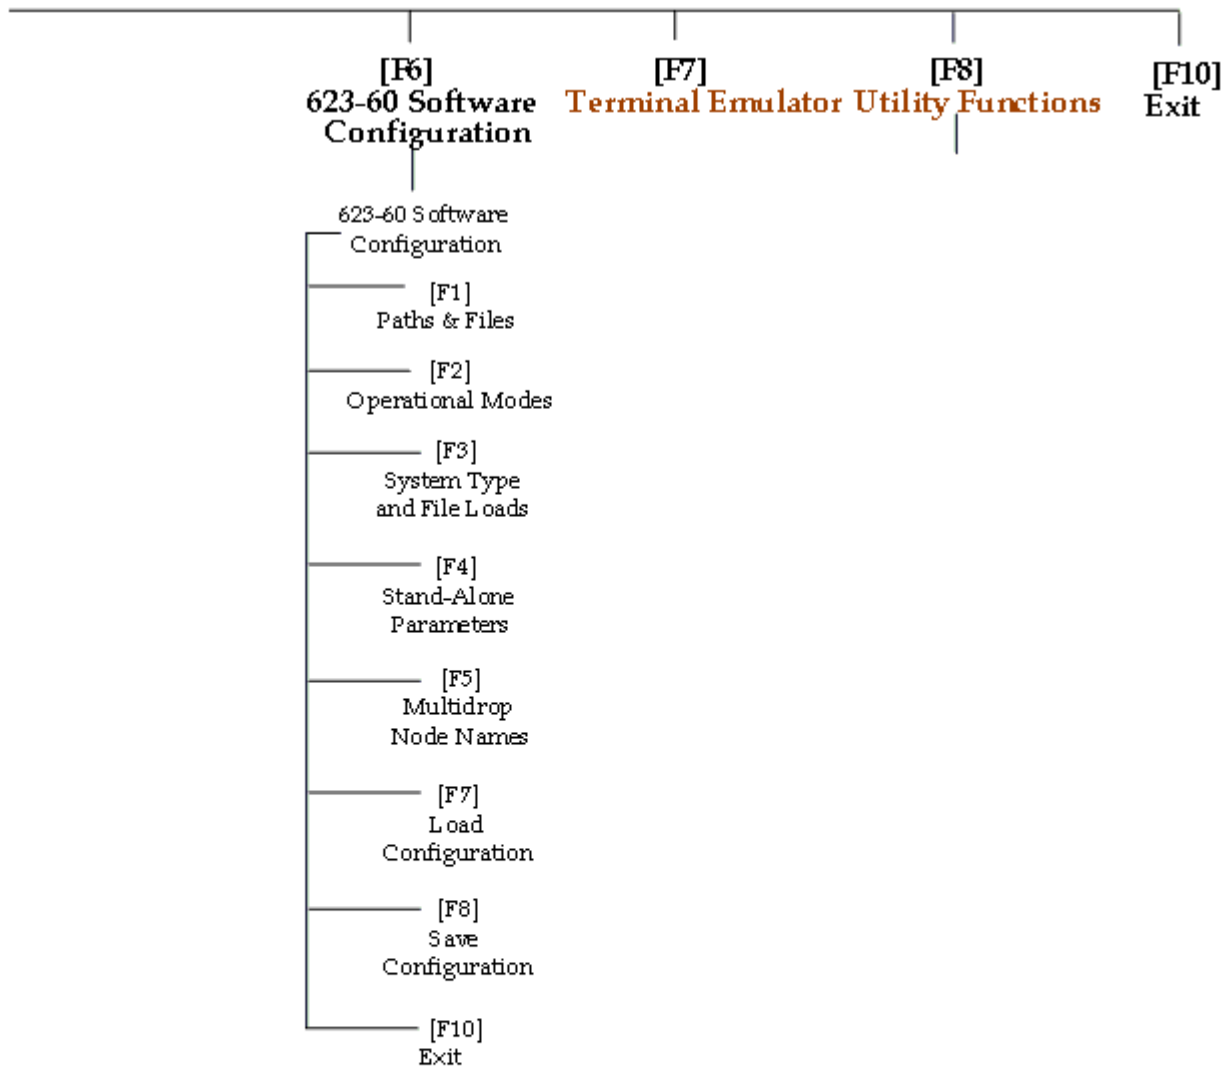 [F6]
623-60 Software
Configuration
[F7]
Terminal Emulator
[F8]
Utility Functions
[F10]
Exit
623-60 Software
Configuration
[F1]
Paths & Files
[F2]
Operational Modes
[F3]
System Type
and File Loads
[F4]
Stand-Alone
Parameters
[F5]
Multidrop
Node Names
[F7]
Load
Configuration
[F8]
Save
Configuration
[F10]
Exit